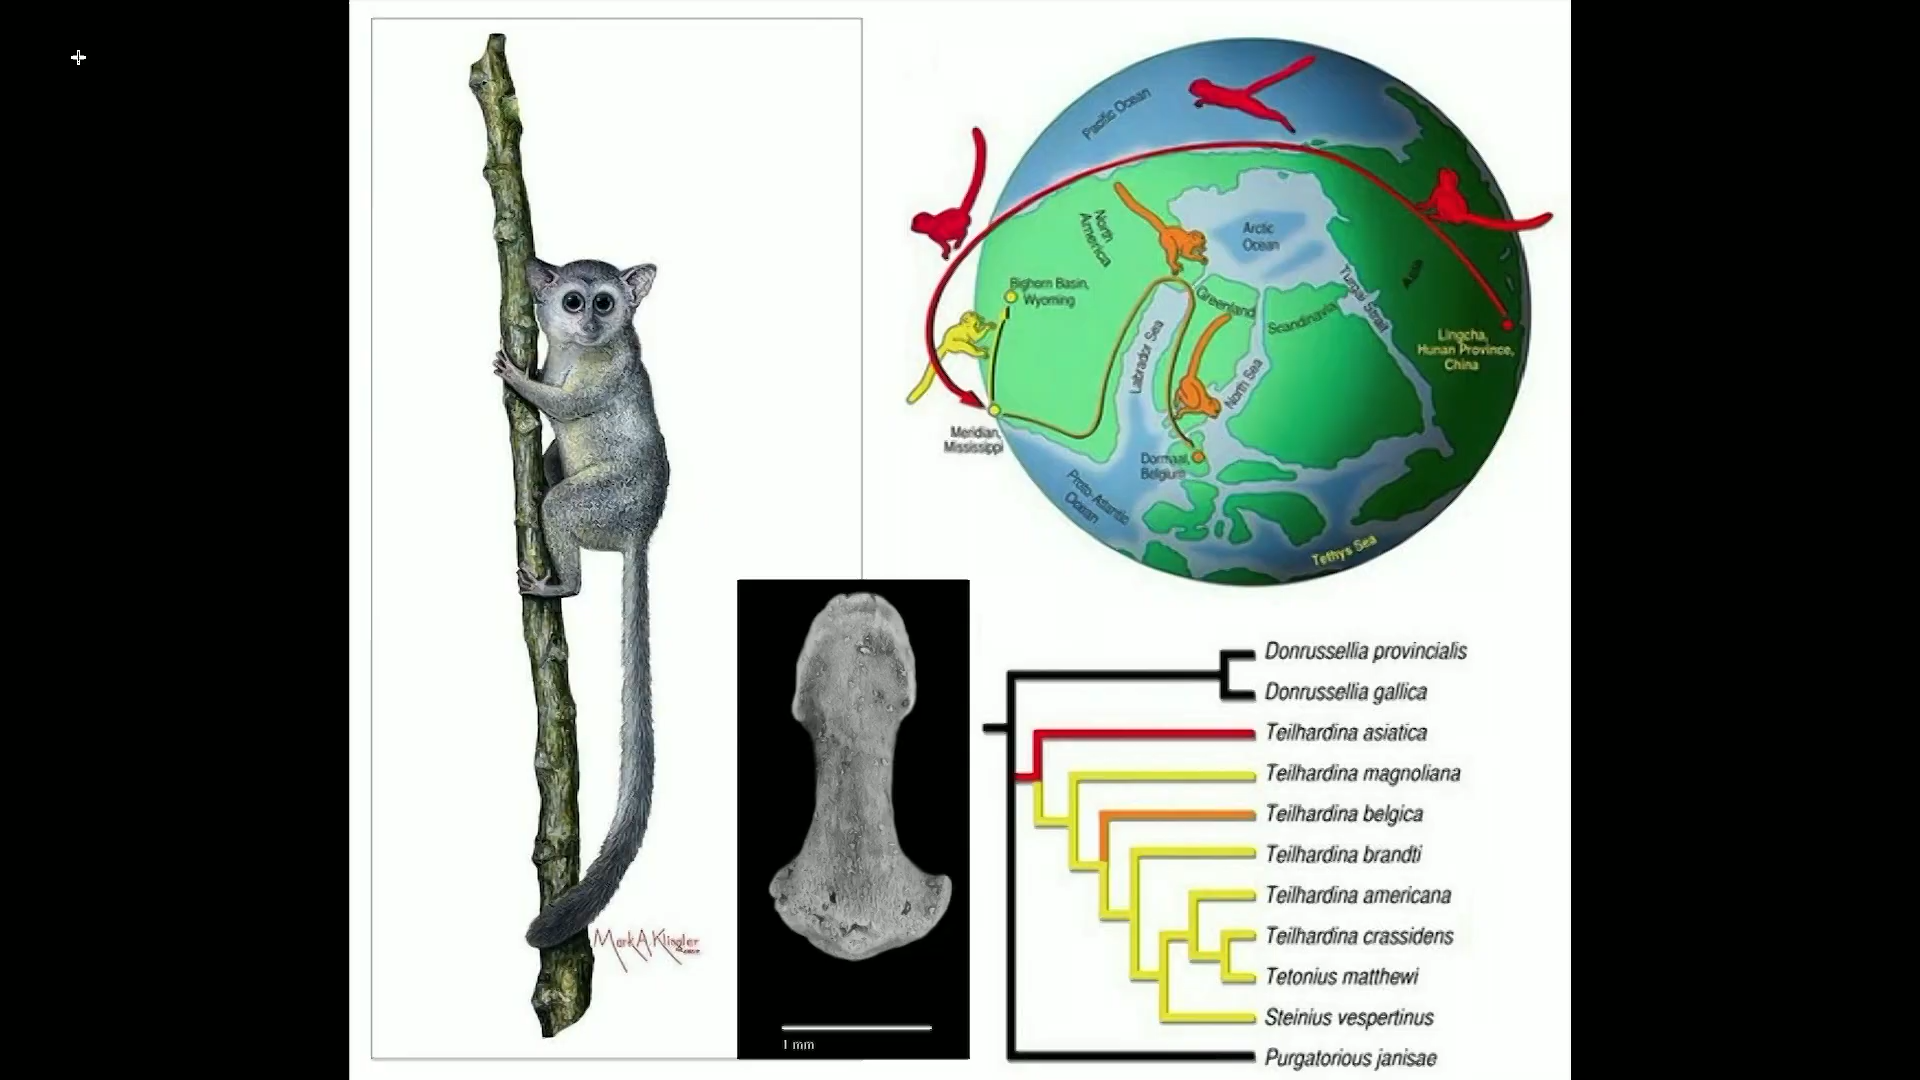 Pacific Ocean
North
America
Arctic
Ocean
Asia
Bighorn Basin,
Wyoming
Greenland
Scandinavia
Turgai Strait
Lingcha,
Hunan Province,
China
Labrador Sea
North Sea
Meridian,
Mississippi
Dormaal,
Belgium
Proto-Atlantic
Ocean
Tethys Sea
Mark A. Klingler
1 mm
Donrussellia provincialis
Donrussellia gallica
Teilhardina asiatica
Teilhardina magnoliana
Teilhardina belgica
Teilhardina brandti
Teilhardina americana
Teilhardina crassidens
Tetonius matthewi
Steinius vespertinus
Purgatorious janisae